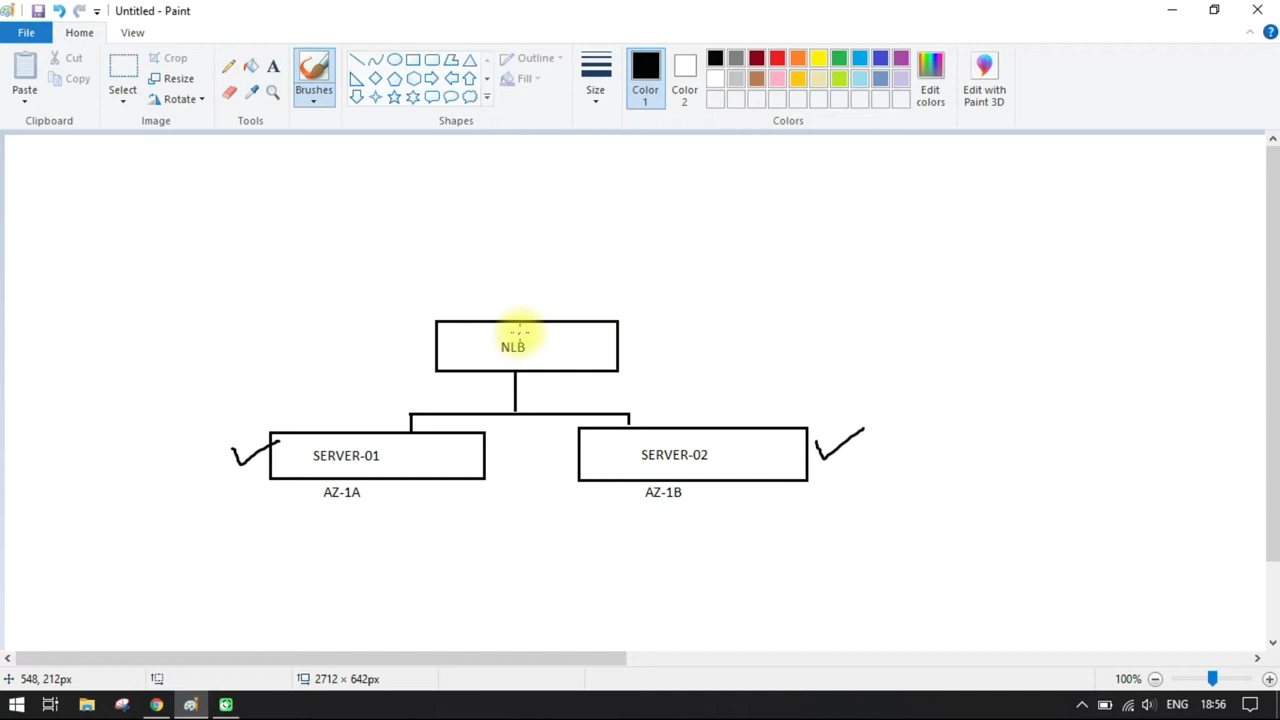 Untitled - Paint
File
Home
View
Paste
Cut
Copy
Clipboard
Select
Crop
Resize
Rotate
Image
A
Tools
Brushes
Outline
Fill
Shapes
Size
Color
1
Color
2
Edit
colors
Edit with
Paint 3D
Colors
?
NLB
SERVER-01
SERVER-02
AZ-1A
AZ-1B
548, 212px
2712 × 642px
100%
ENG
18:56